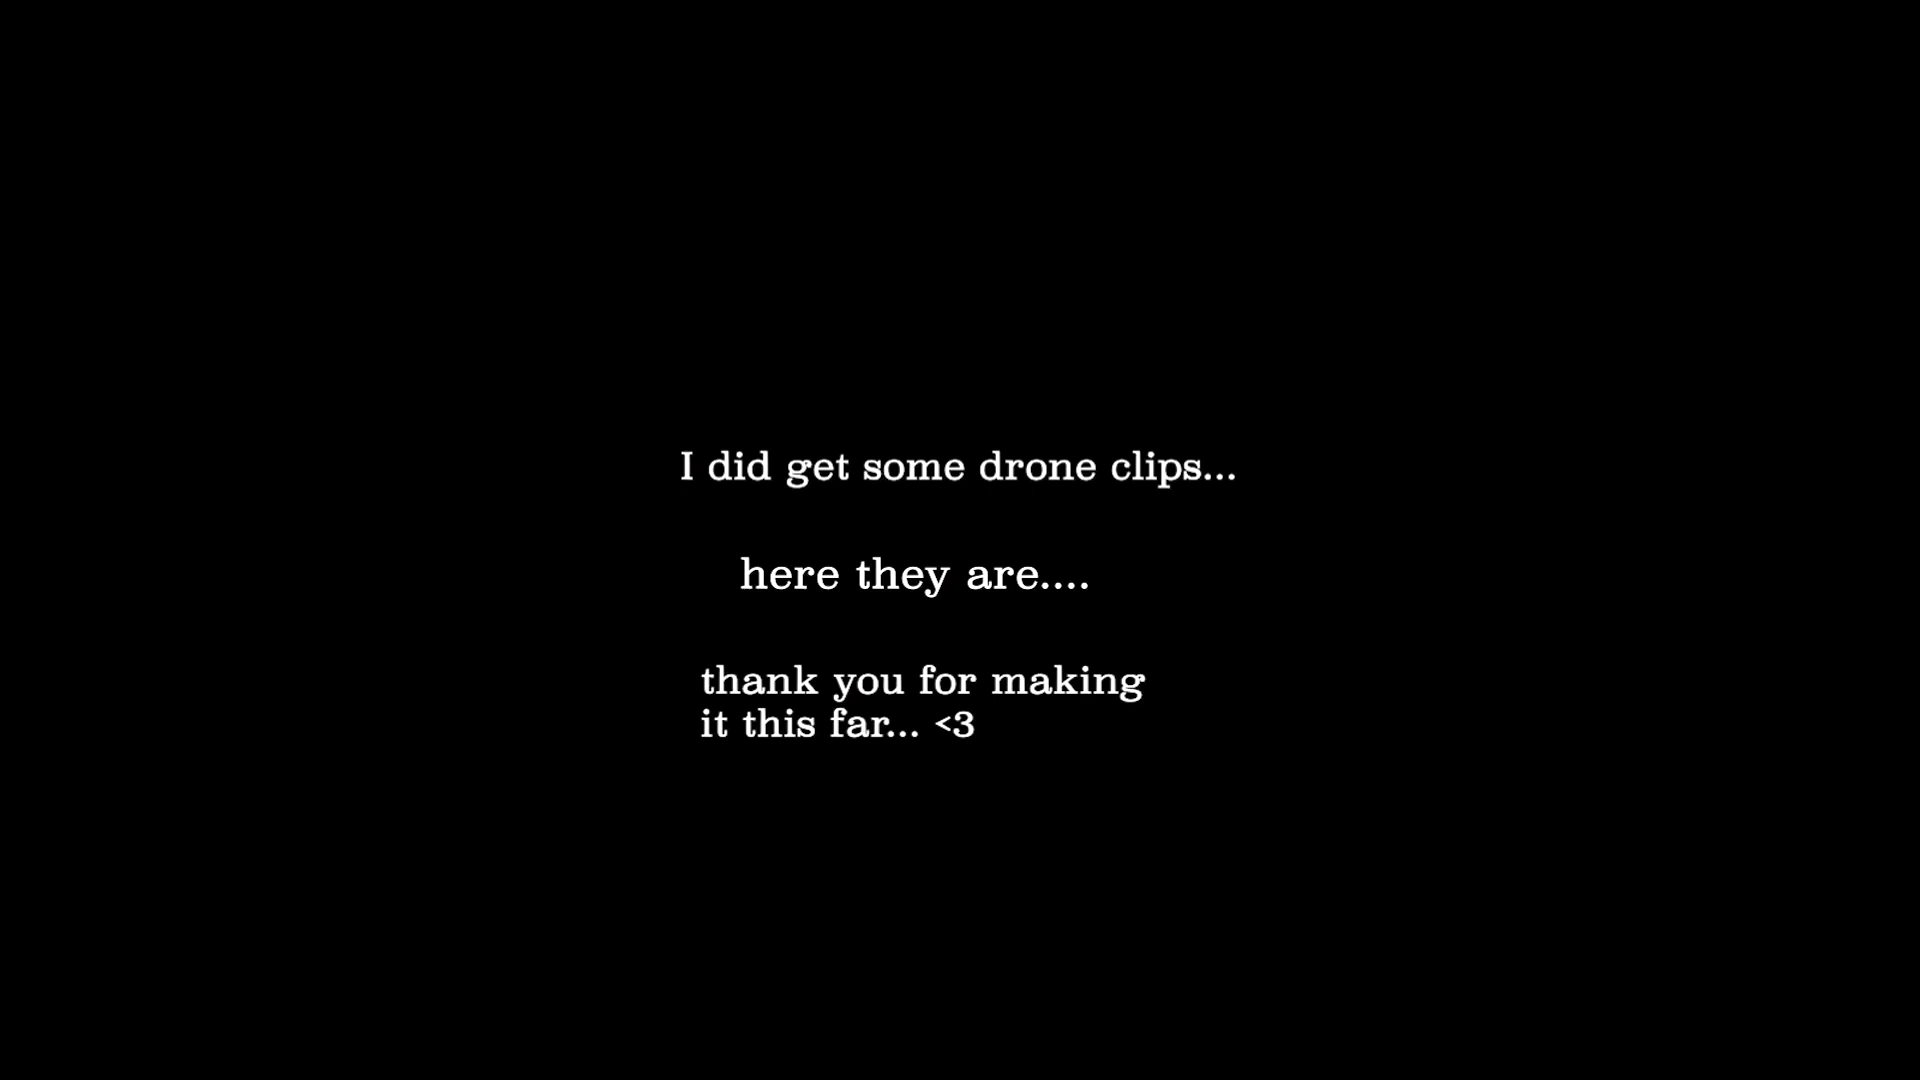 I did get some drone clips...
here they are....
thank you for making
it this far... <3